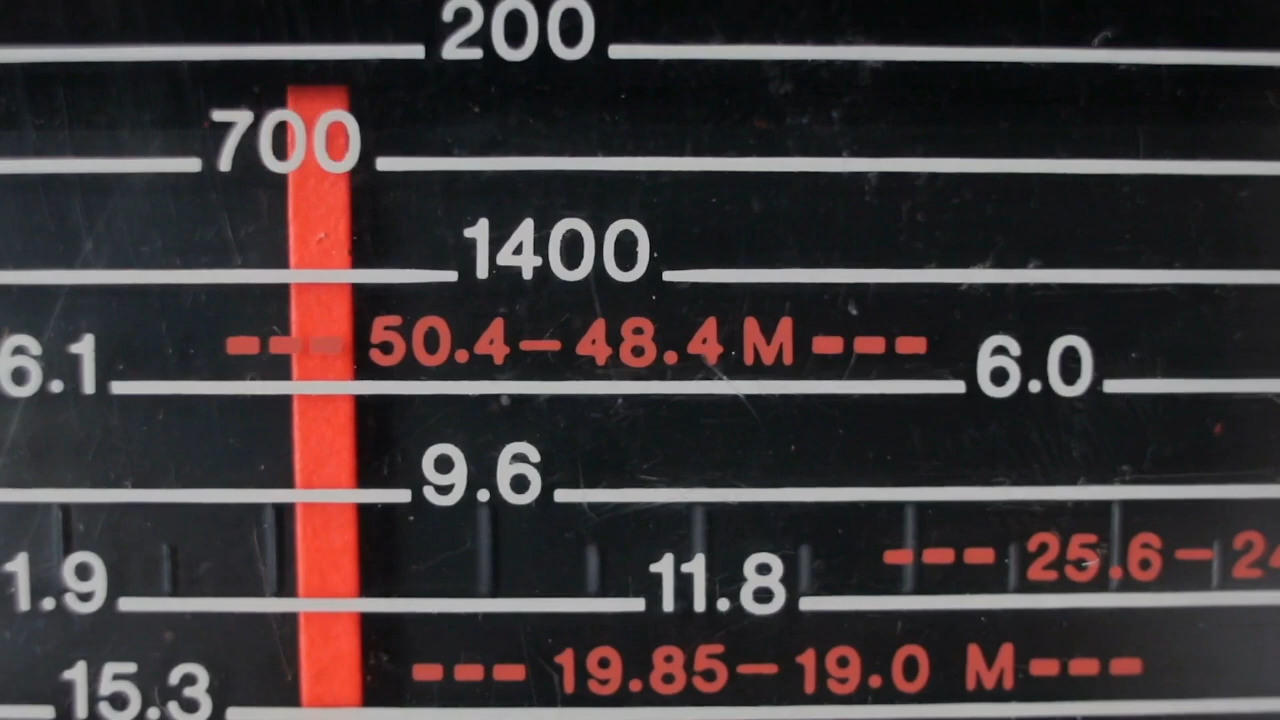 200
700
1400
6.1 --- 50.4—48.4 M --- 6.0
9.6
1.9 11.8 --- 25.6—24
15.3 --- 19.85—19.0 M ---